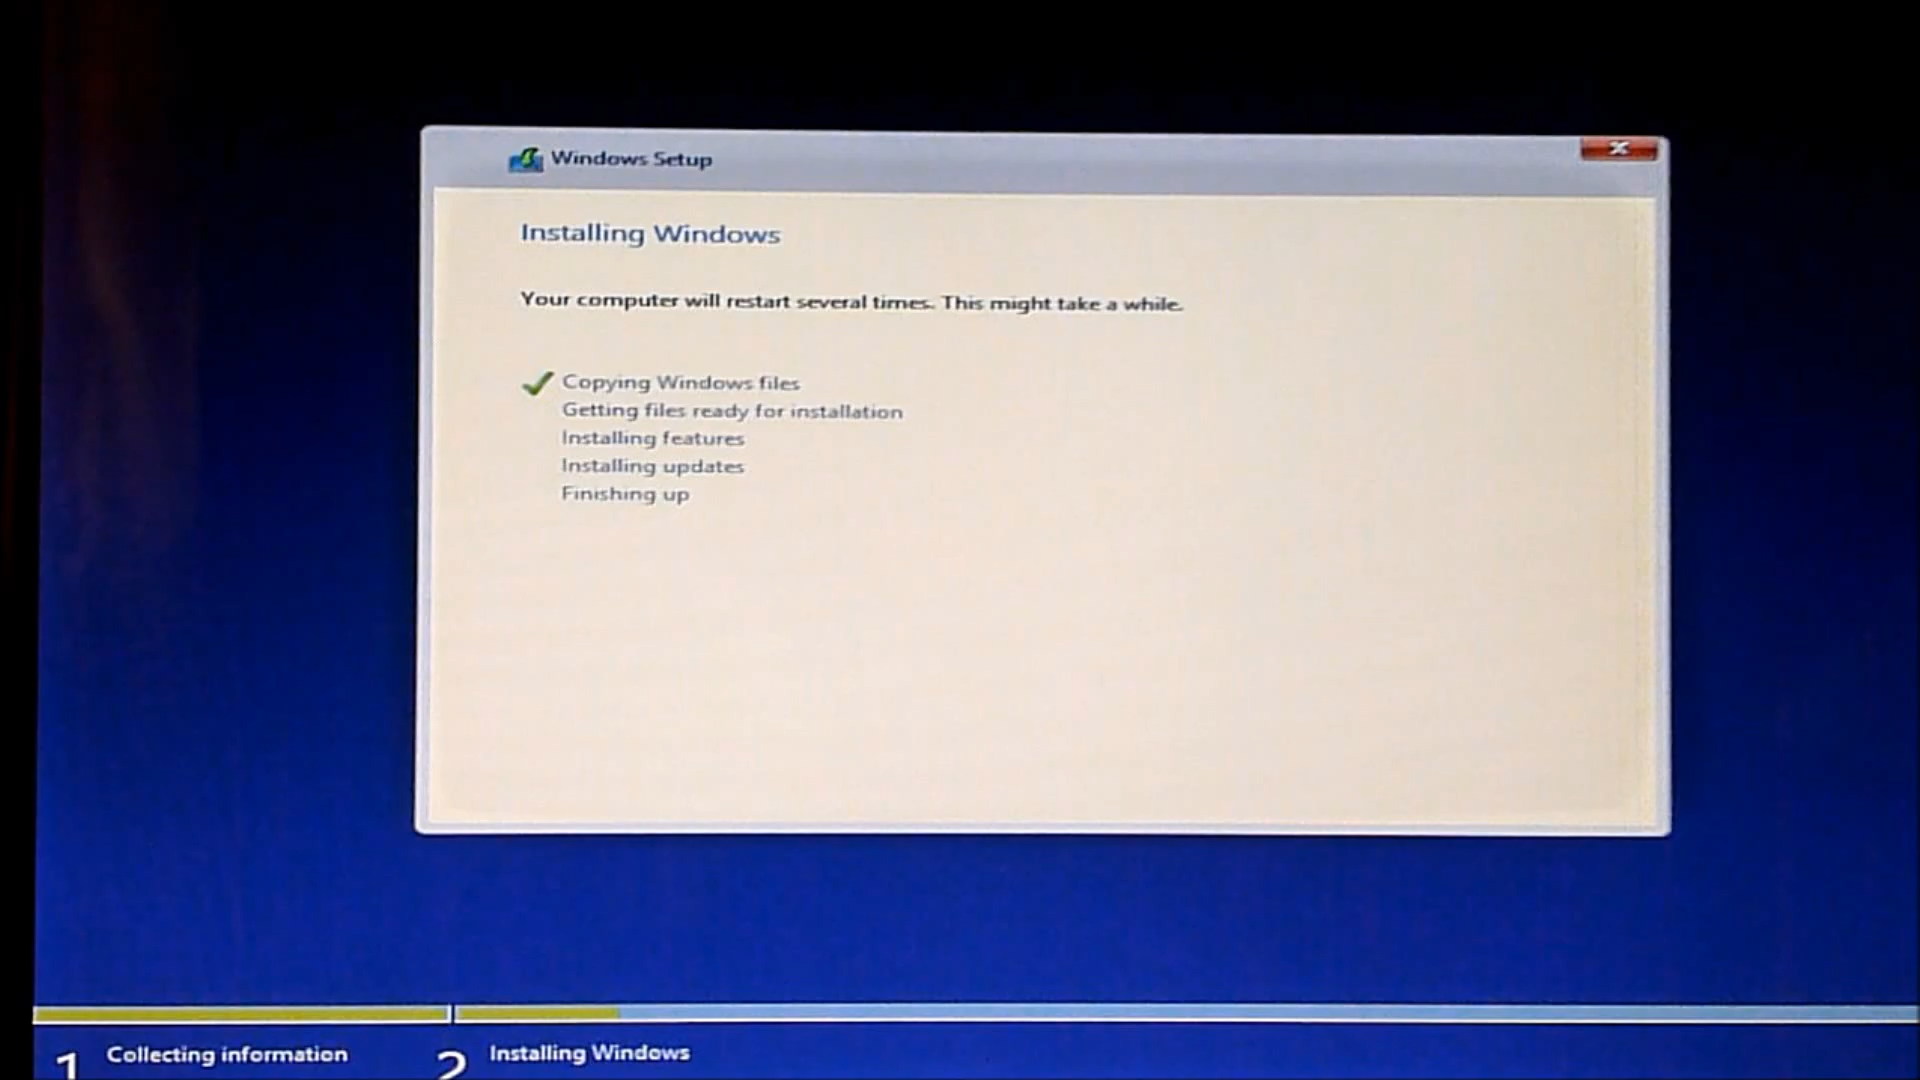 Windows Setup
Installing Windows
Your computer will restart several times. This might take a while.
Copying Windows files
Getting files ready for installation
Installing features
Installing updates
Finishing up
1 Collecting information
2 Installing Windows